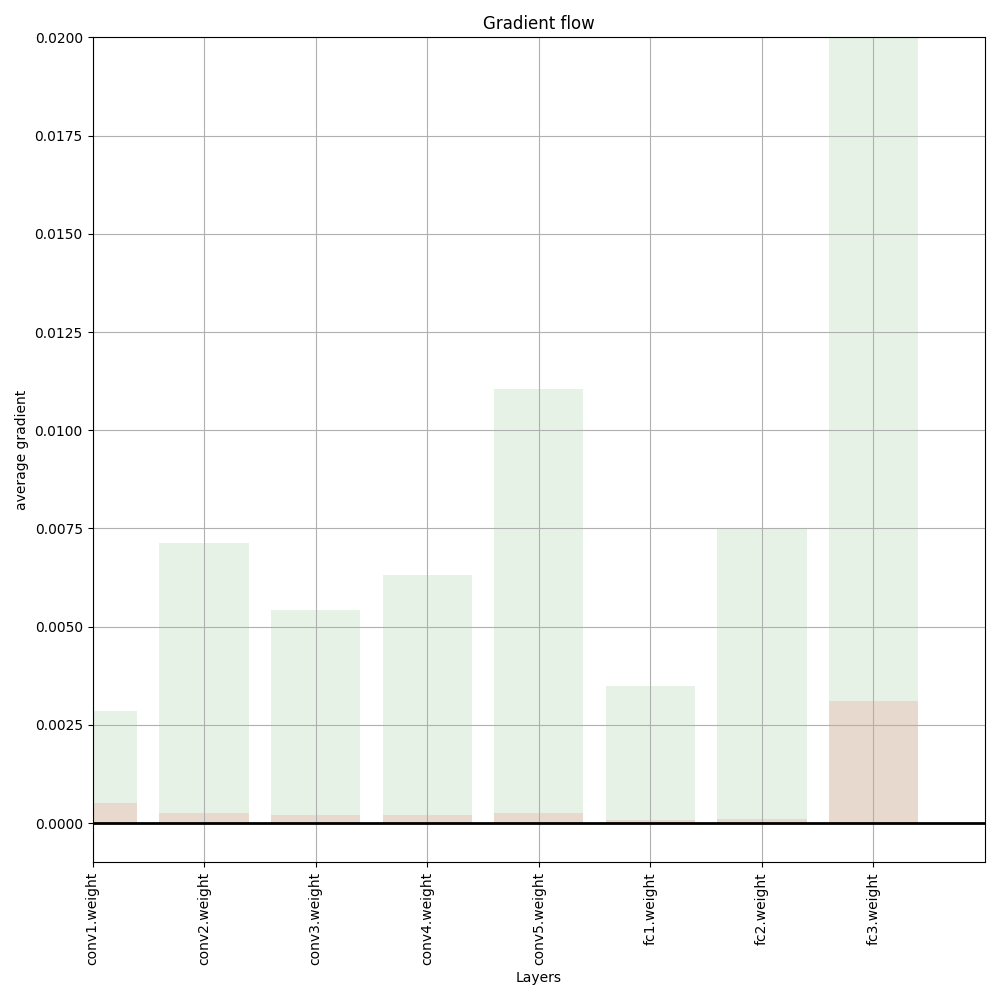 Gradient flow
0.0200
0.0175
0.0150
0.0125
0.0100
0.0075
0.0050
0.0025
0.0000
average gradient
conv1.weight
conv2.weight
conv3.weight
conv4.weight
conv5.weight
fc1.weight
fc2.weight
fc3.weight
Layers